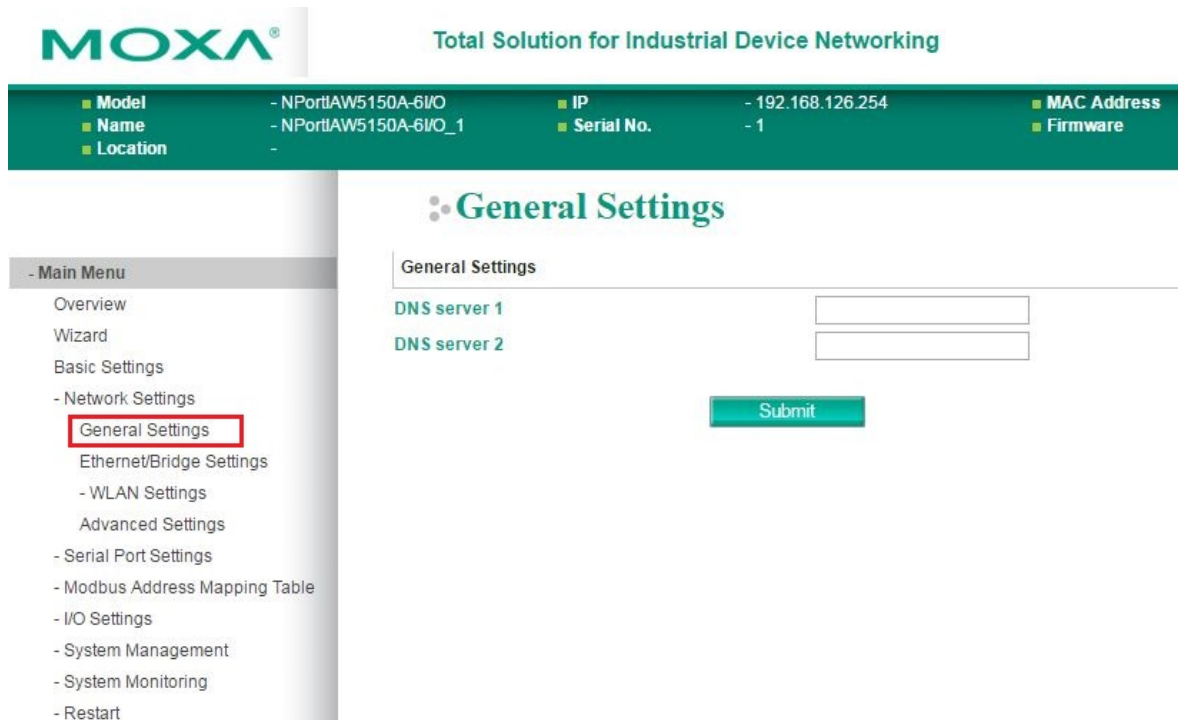 MOXA®
Total Solution for Industrial Device Networking
Model - NPortIAW5150A-6I/O IP - 192.168.126.254 MAC Address
Name - NPortIAW5150A-6I/O_1 Serial No. - 1 Firmware
Location -
General Settings
- Main Menu
Overview
Wizard
Basic Settings
- Network Settings
General Settings
Ethernet/Bridge Settings
- WLAN Settings
Advanced Settings
- Serial Port Settings
- Modbus Address Mapping Table
- I/O Settings
- System Management
- System Monitoring
- Restart
General Settings
DNS server 1
DNS server 2
Submit